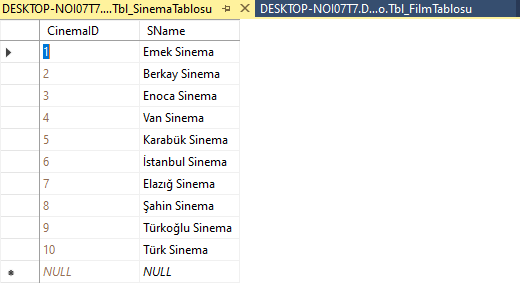 DESKTOP-NOI07T7....Tbl_SinemaTablosu DESKTOP-NOI07T7.D...o.Tbl_FilmTablosu
CinemaID SName
1 Emek Sinema
2 Berkay Sinema
3 Enoca Sinema
4 Van Sinema
5 Karabük Sinema
6 İstanbul Sinema
7 Elazığ Sinema
8 Şahin Sinema
9 Türkoğlu Sinema
10 Türk Sinema
NULL NULL